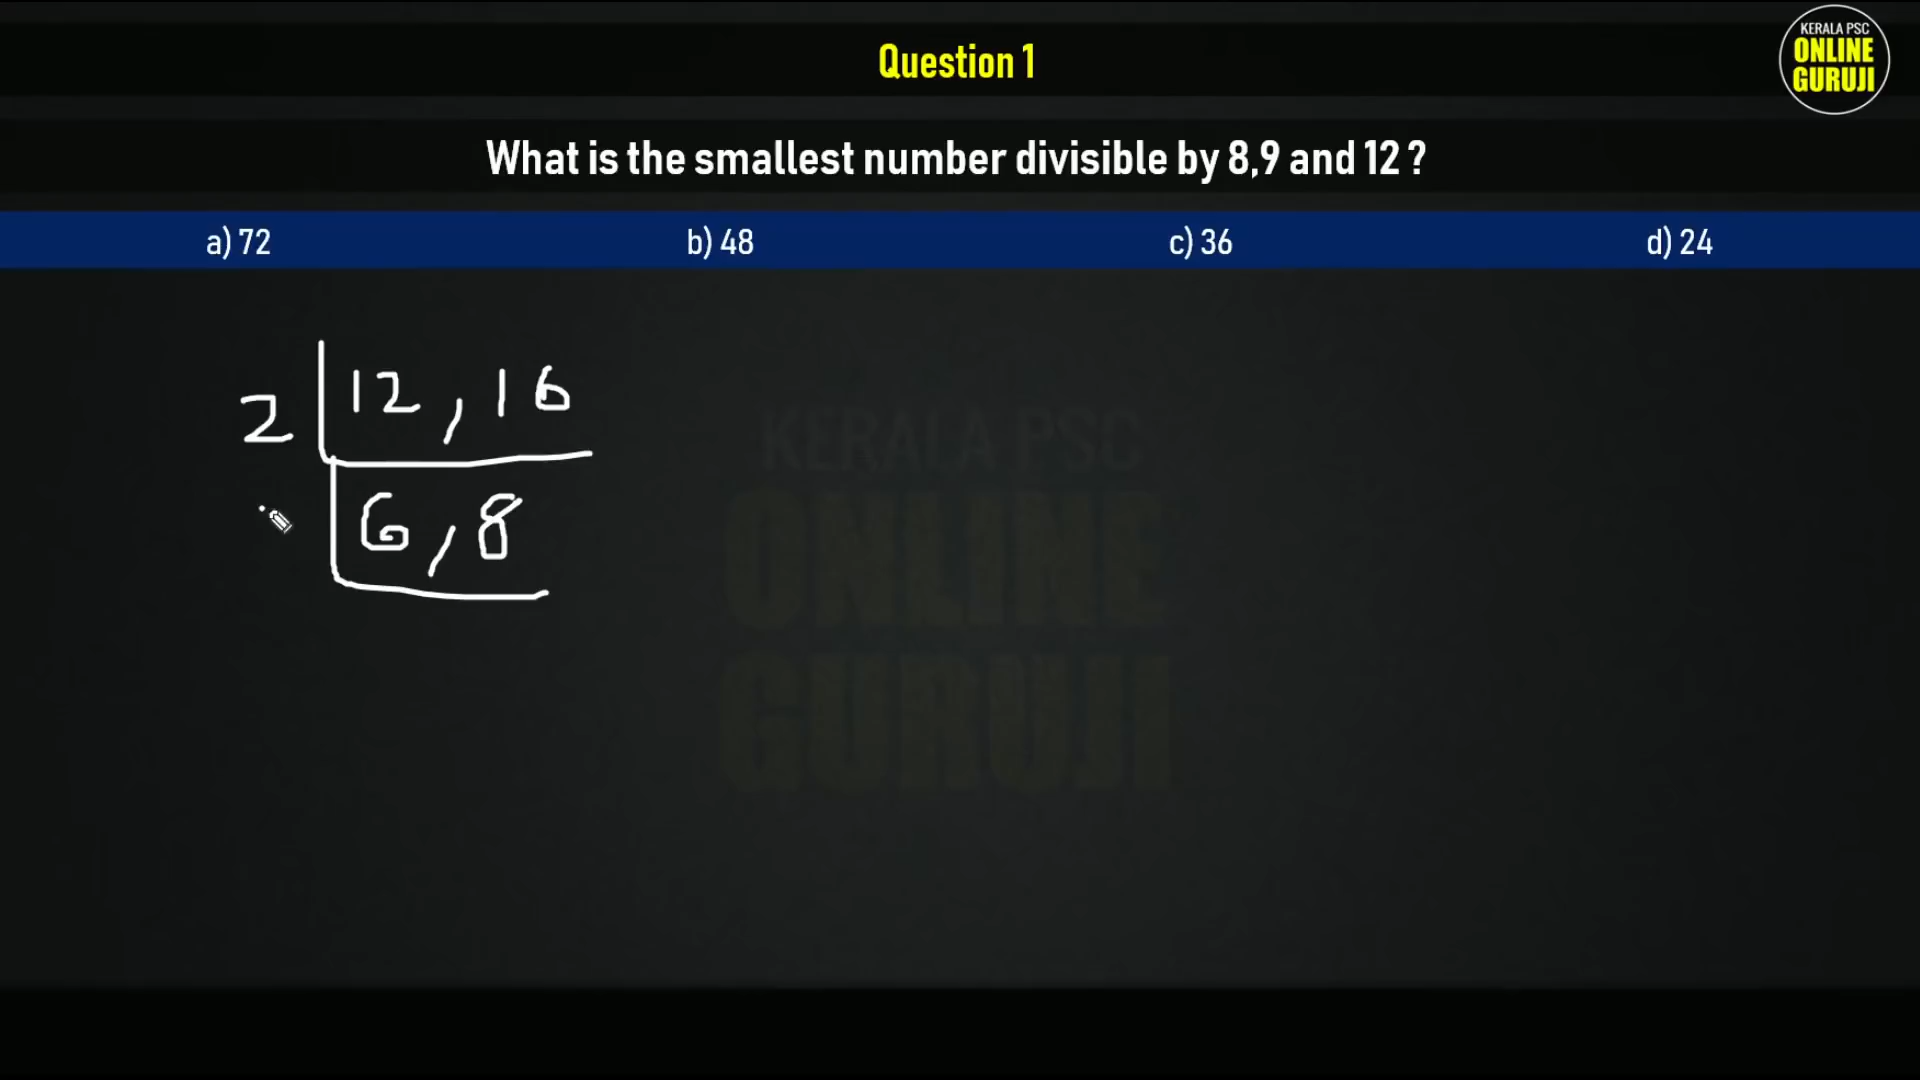 Question 1
KERALA PSC
ONLINE
GURUJI
What is the smallest number divisible by 8,9 and 12 ?
a) 72 b) 48 c) 36 d) 24
2 12 , 16
6 , 8
KERALA PSC
ONLINE
GURUJI